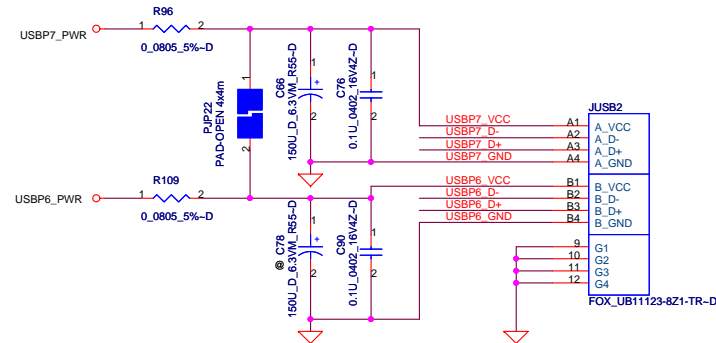 R96
1 2
USBP7_PWR
0_0805_5%~D
1
PJP22
PAD-OPEN 4x4m
2
1
C66
150U_D_6.3VM_R55~D
+
2
1
C76
0.1U_0402_16V4Z~D
2
JUSB2
USBP7_VCC A1 A_VCC
USBP7_D- A2 A_D-
USBP7_D+ A3 A_D+
USBP7_GND A4 A_GND
R109
USBP6_PWR 1 2
0_0805_5%~D
USBP6_VCC B1 B_VCC
USBP6_D- B2 B_D-
USBP6_D+ B3 B_D+
USBP6_GND B4 B_GND
1
@ C78
150U_D_6.3VM_R55~D
+
2
1
C90
0.1U_0402_16V4Z~D
2
9 G1
10 G2
11 G3
12 G4
FOX_UB11123-8Z1-TR~D